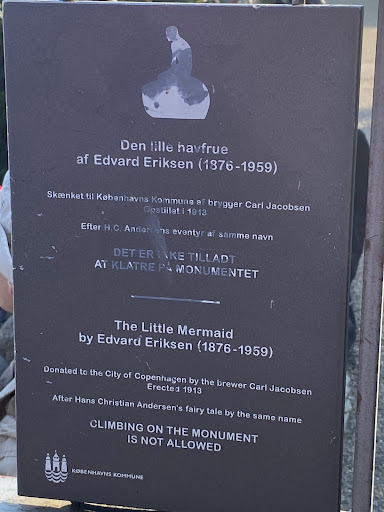 Den lille havfrue
af Edvard Eriksen (1876-1959)
Skænket til Københavns Kommune af brygger Carl Jacobsen
Opstillet i 1913
Efter H.C. Andersens eventyr af samme navn
DET ER IKKE TILLADT
AT KLATRE PÅ MONUMENTET
The Little Mermaid
by Edvard Eriksen (1876-1959)
Donated to the City of Copenhagen by the brewer Carl Jacobsen
Erected 1913
After Hans Christian Andersen's fairy tale by the same name
CLIMBING ON THE MONUMENT
IS NOT ALLOWED
KØBENHAVNS KOMMUNE